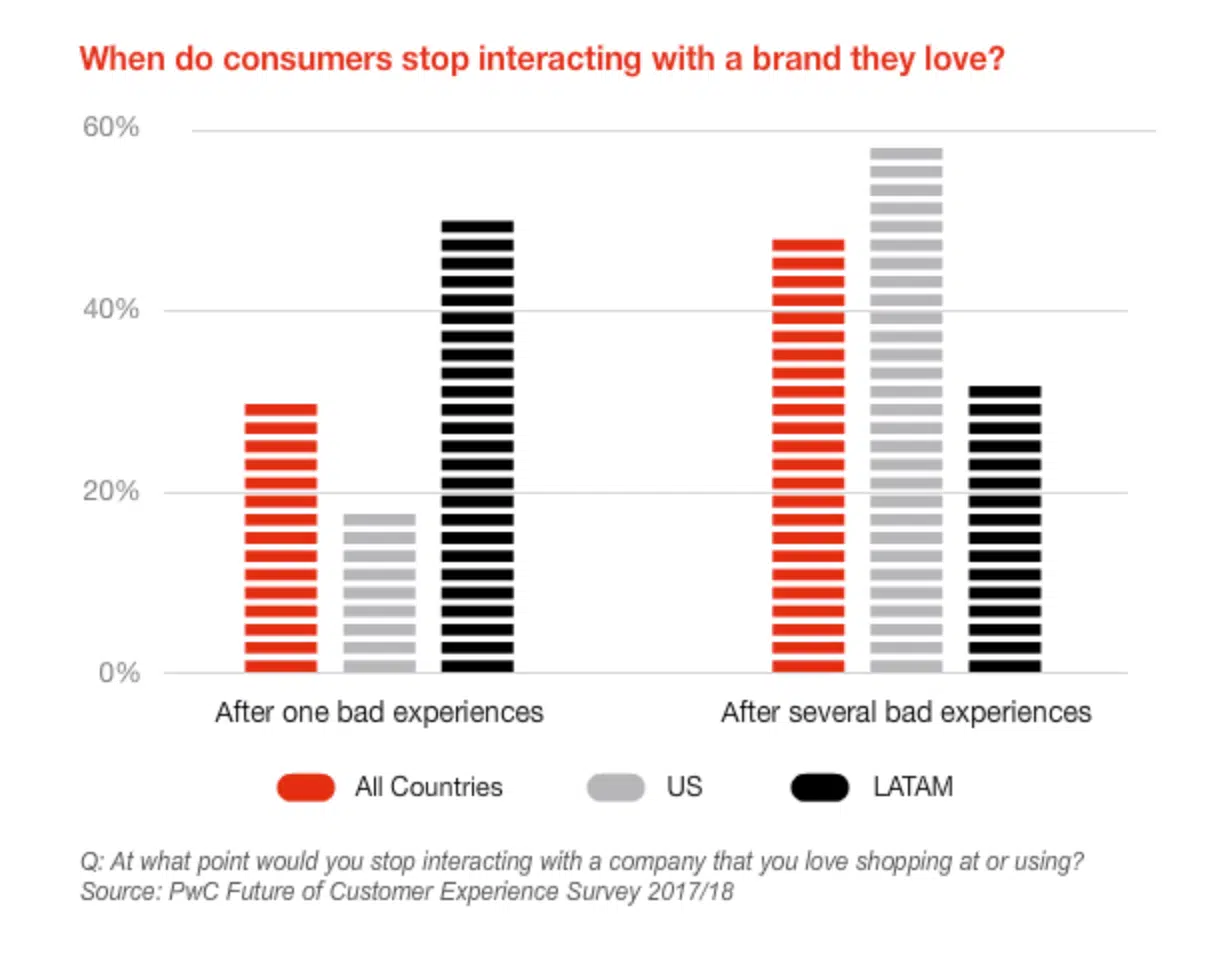 When do consumers stop interacting with a brand they love?
60%
40%
20%
0%
After one bad experiences
After several bad experiences
All Countries
US
LATAM
Q: At what point would you stop interacting with a company that you love shopping at or using?
Source: PwC Future of Customer Experience Survey 2017/18